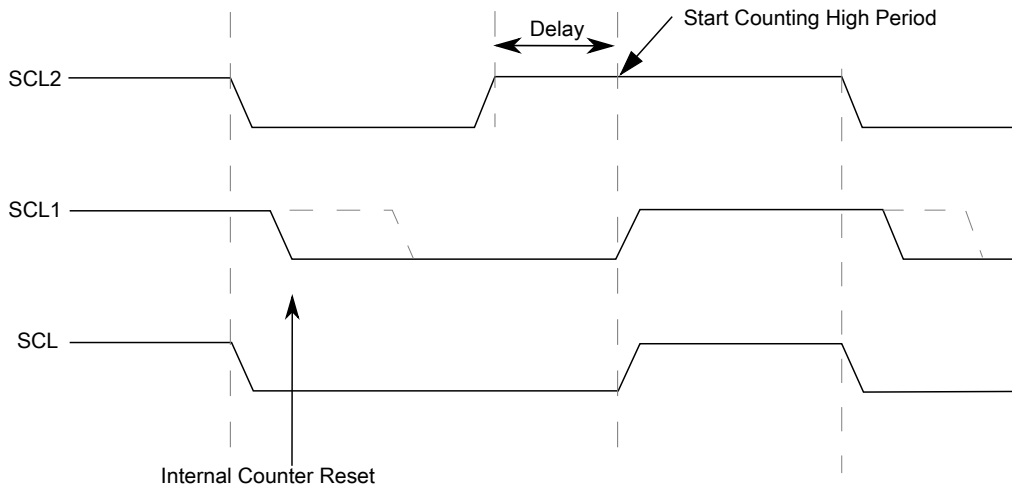 Delay
Start Counting High Period
SCL2
SCL1
SCL
Internal Counter Reset